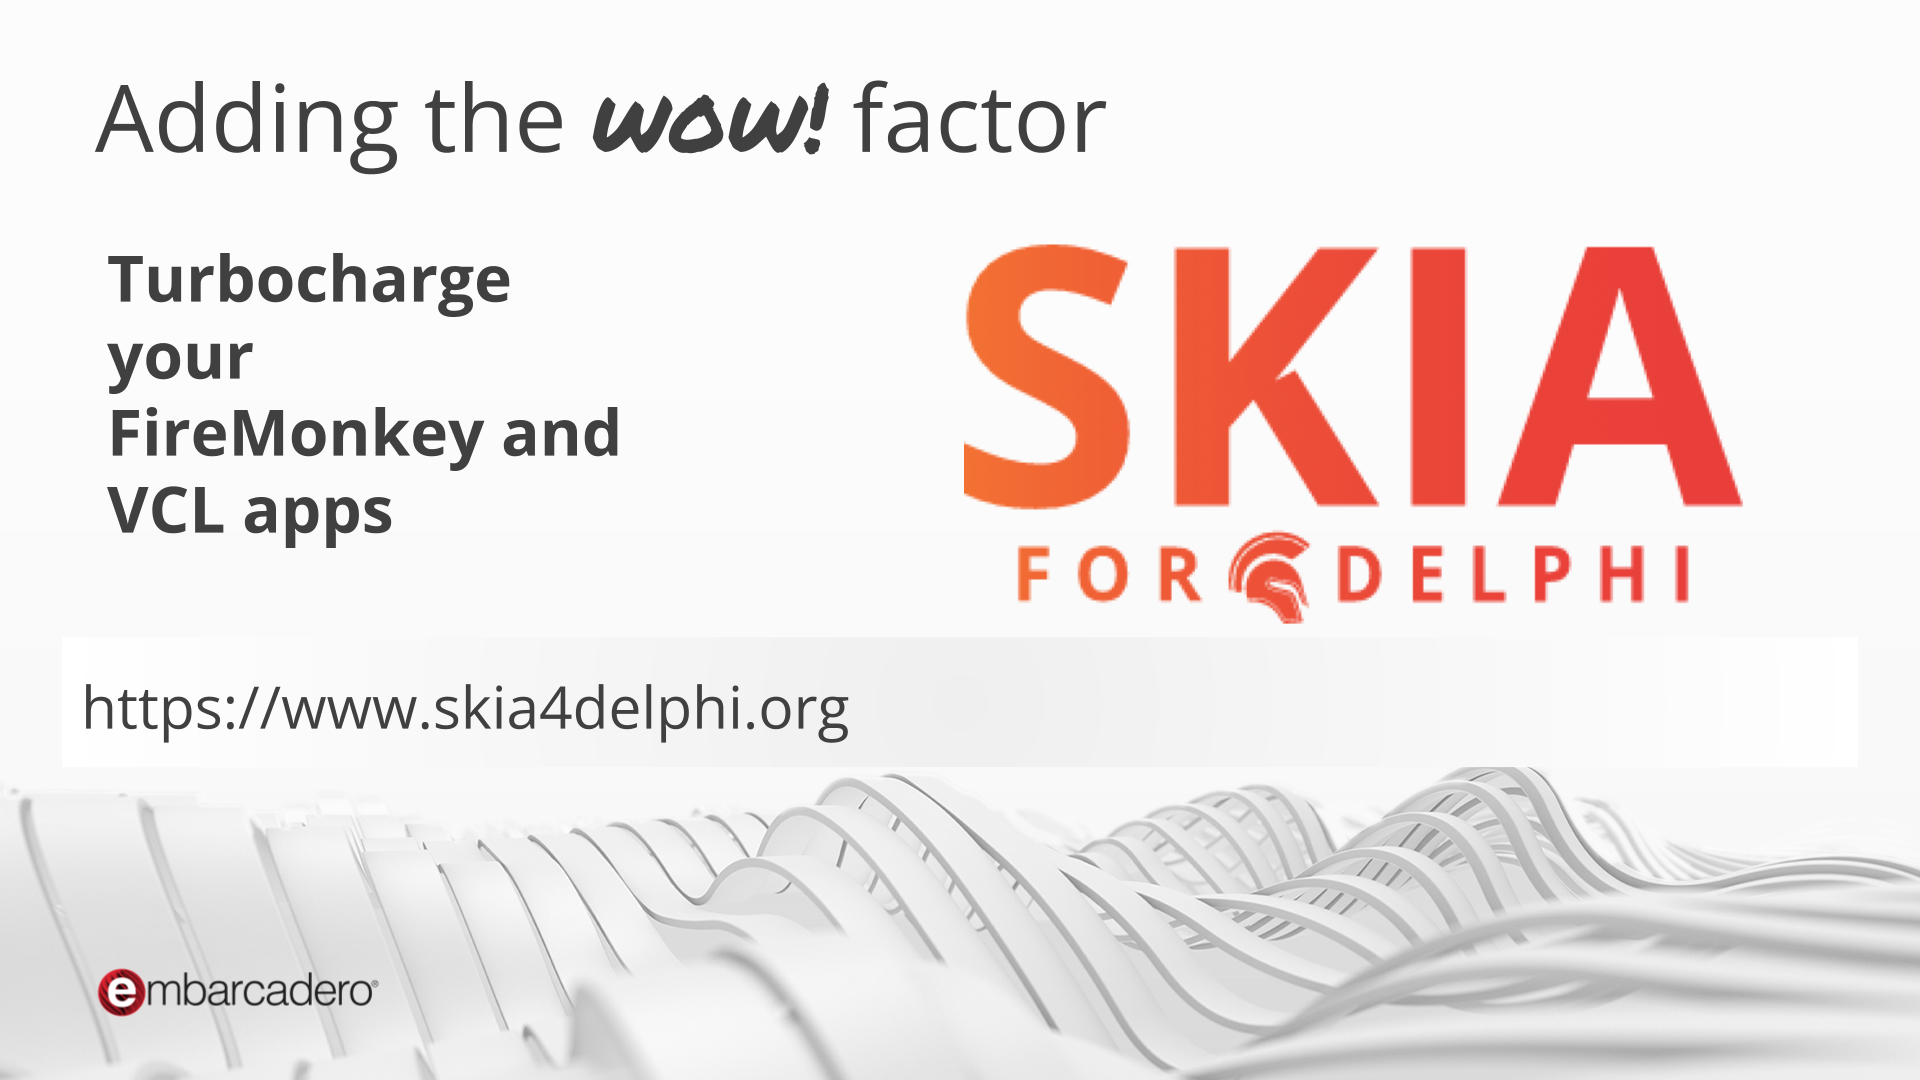 Adding the wow! factor
Turbocharge
your
FireMonkey and
VCL apps
SKIA
FOR DELPHI
https://www.skia4delphi.org
embarcadero®